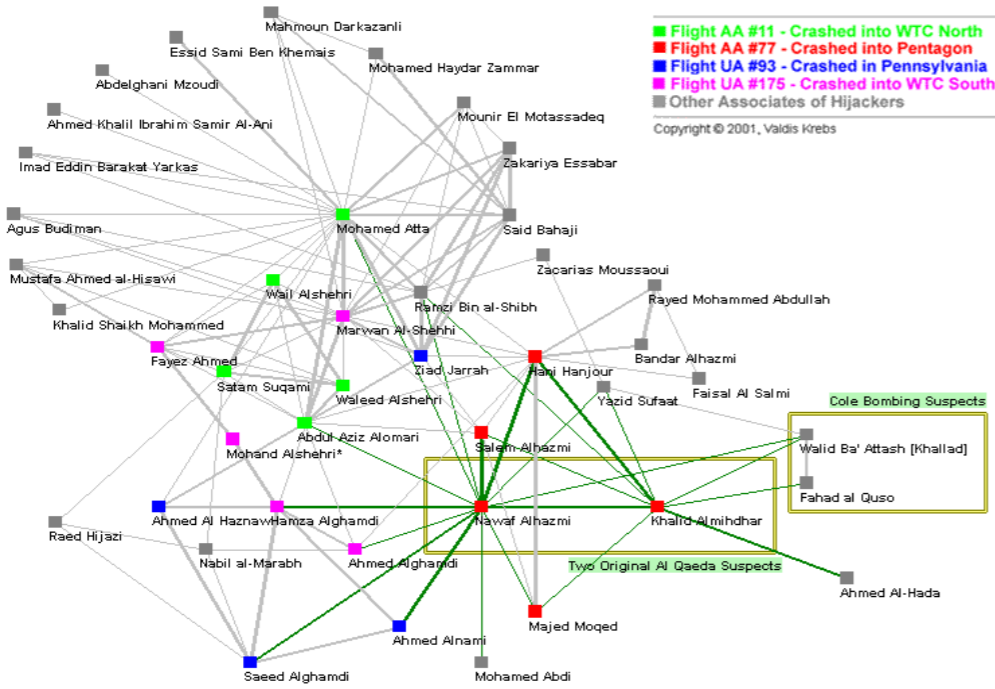 Mahmoun Darkazanli
Flight AA #11 - Crashed into WTC North
Essid Sami Ben Khemais
Flight AA #77 - Crashed into Pentagon
Mohamed Haydar Zammar
Flight UA #93 - Crashed in Pennsylvania
Abdelghani Mzoudi
Flight UA #175 - Crashed into WTC South
Other Associates of Hijackers
Mounir El Motassadeq
Ahmed Khalil Ibrahim Samir Al-Ani
Copyright © 2001, Valdis Krebs
Imad Eddin Barakat Yarkas
Zakariya Essabar
Agus Budiman
Mohamed Atta
Said Bahaji
Mustafa Ahmed al-Hisawi
Zacarias Moussaoui
Wail Alshehri
Ramzi Bin al-Shibh
Rayed Mohammed Abdullah
Khalid Shaikh Mohammed
Marwan Al-Shehhi
Fayez Ahmed
Ziad Jarrah
Hani Hanjour
Bandar Alhazmi
Satam Suqami
Waleed Alshehri
Yazid Sufaat
Faisal Al Salmi
Cole Bombing Suspects
Abdul Aziz Alomari
Mohand Alshehri*
Salem Alhazmi
Walid Ba' Attash [Khallad]
Fahad al Quso
Raed Hijazi
Ahmed Al Haznawi
Hamza Alghamdi
Nawaf Alhazmi
Khalid Almihdhar
Nabil al-Marabh
Ahmed Alghamdi
Two Original Al Qaeda Suspects
Ahmed Al-Hada
Majed Moqed
Ahmed Alnami
Saeed Alghamdi
Mohamed Abdi